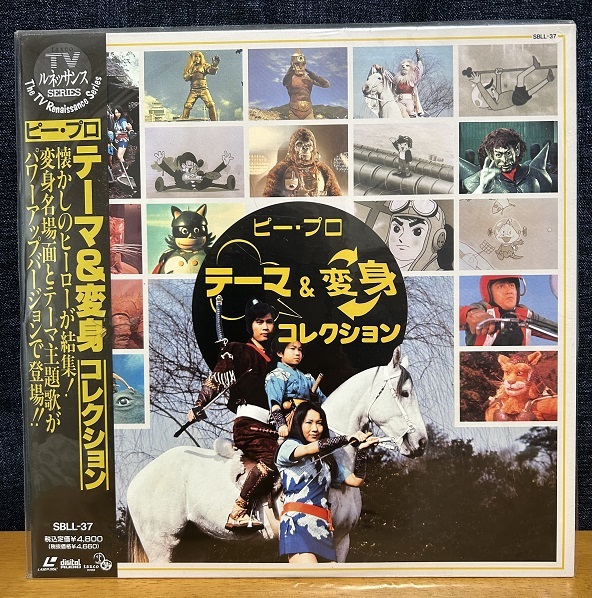 SBLL-37
TV
ルネッサンス
SERIES
The TV Renaissance Series
ピー・プロ
テーマ&変身コレクション
懐かしのヒーローが結集!
変身名場面とテーマ主題歌が
パワーアップバージョンで登場!!
SBLL-37
税込定価¥4,800
(税抜価格¥4,660)
LASER DISC
digital
AUDIO
ピー・プロ
テーマ&変身
コレクション